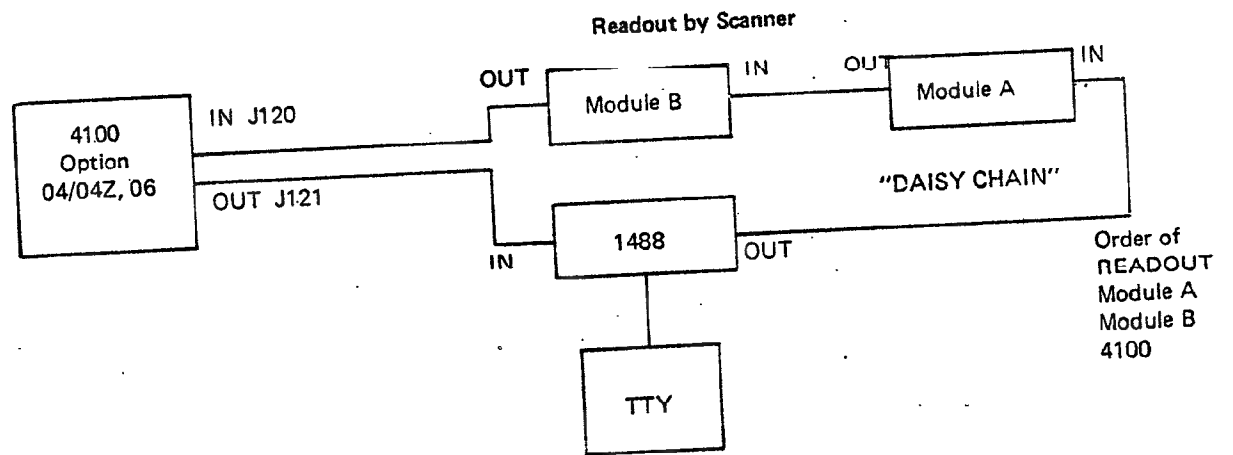 Readout by Scanner
OUT
Module B
IN
OUT
Module A
IN
4100
Option
04/04Z, 06
IN J120
OUT J121
"DAISY CHAIN"
1488
IN
OUT
Order of
READOUT
Module A
Module B
4100
TTY